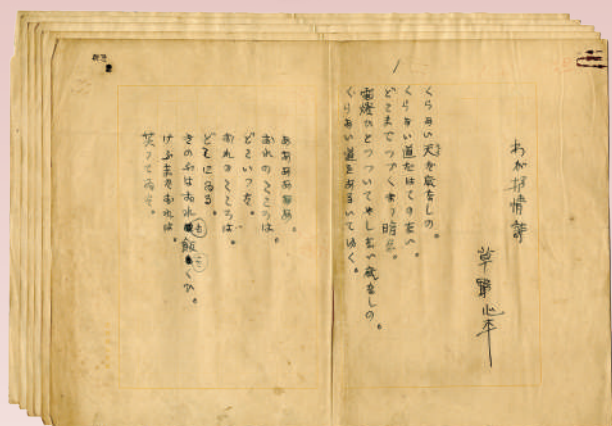 わが抒情詩
草野心平
くらあい天だ底なしの。
くらあい道だはてのない。
どこまでつづくまつ暗な。
電燈ひとつついてやしない底なしの。
くらあい道をあるいてゆく。
ああああああ。
おれのこころは。
どこいつた。
おれのこころは。
どこにゐる。
きのふはおれも飯をくひ。
けふまたおれは。
笑つてゐる。